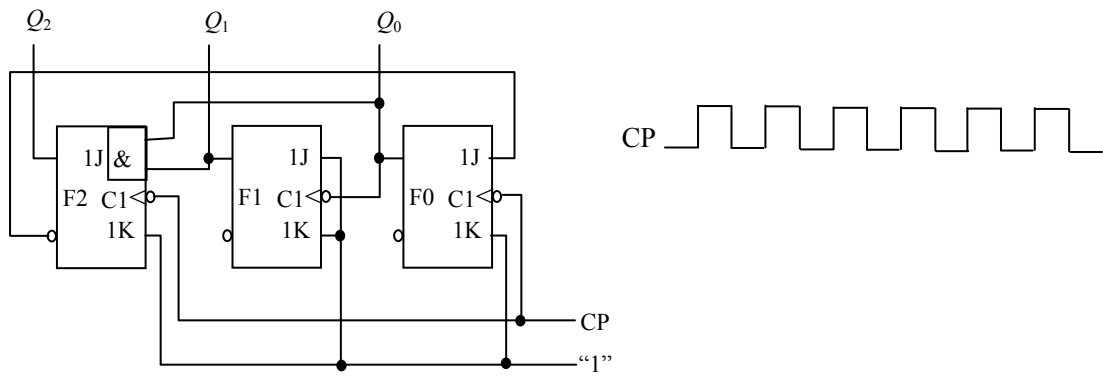 Q₂ Q₁ Q₀
CP
1J & 1J 1J
F2 C1 F1 C1 F0 C1
1K 1K 1K
CP
“1”